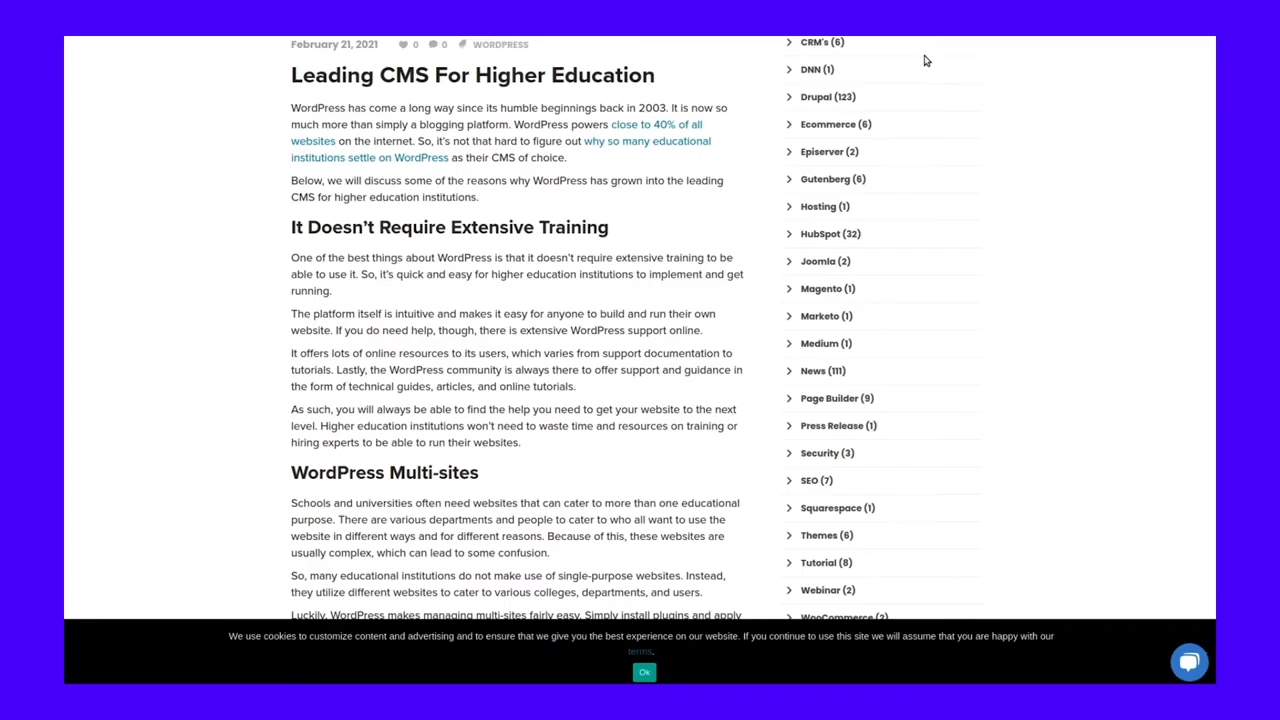 February 21, 2021 0 0 WORDPRESS
Leading CMS For Higher Education
WordPress has come a long way since its humble beginnings back in 2003. It is now so
much more than simply a blogging platform. WordPress powers close to 40% of all
websites on the internet. So, it's not that hard to figure out why so many educational
institutions settle on WordPress as their CMS of choice.
Below, we will discuss some of the reasons why WordPress has grown into the leading
CMS for higher education institutions.
It Doesn't Require Extensive Training
One of the best things about WordPress is that it doesn't require extensive training to be
able to use it. So, it's quick and easy for higher education institutions to implement and get
running.
The platform itself is intuitive and makes it easy for anyone to build and run their own
website. If you do need help, though, there is extensive WordPress support online.
It offers lots of online resources to its users, which varies from support documentation to
tutorials. Lastly, the WordPress community is always there to offer support and guidance in
the form of technical guides, articles, and online tutorials.
As such, you will always be able to find the help you need to get your website to the next
level. Higher education institutions won't need to waste time and resources on training or
hiring experts to be able to run their websites.
WordPress Multi-sites
Schools and universities often need websites that can cater to more than one educational
purpose. There are various departments and people to cater to who all want to use the
website in different ways and for different reasons. Because of this, these websites are
usually complex, which can lead to some confusion.
So, many educational institutions do not make use of single-purpose websites. Instead,
they utilize different websites to cater to various colleges, departments, and users.
Luckily, WordPress makes managing multi-sites fairly easy. Simply install plugins and apply
CRM's (6)
DNN (1)
Drupal (123)
Ecommerce (6)
Episerver (2)
Gutenberg (6)
Hosting (1)
HubSpot (32)
Joomla (2)
Magento (1)
Marketo (1)
Medium (1)
News (111)
Page Builder (9)
Press Release (1)
Security (3)
SEO (7)
Squarespace (1)
Themes (6)
Tutorial (8)
Webinar (2)
WooCommerce (2)
We use cookies to customize content and advertising and to ensure that we give you the best experience on our website. If you continue to use this site we will assume that you are happy with our
terms.
Ok